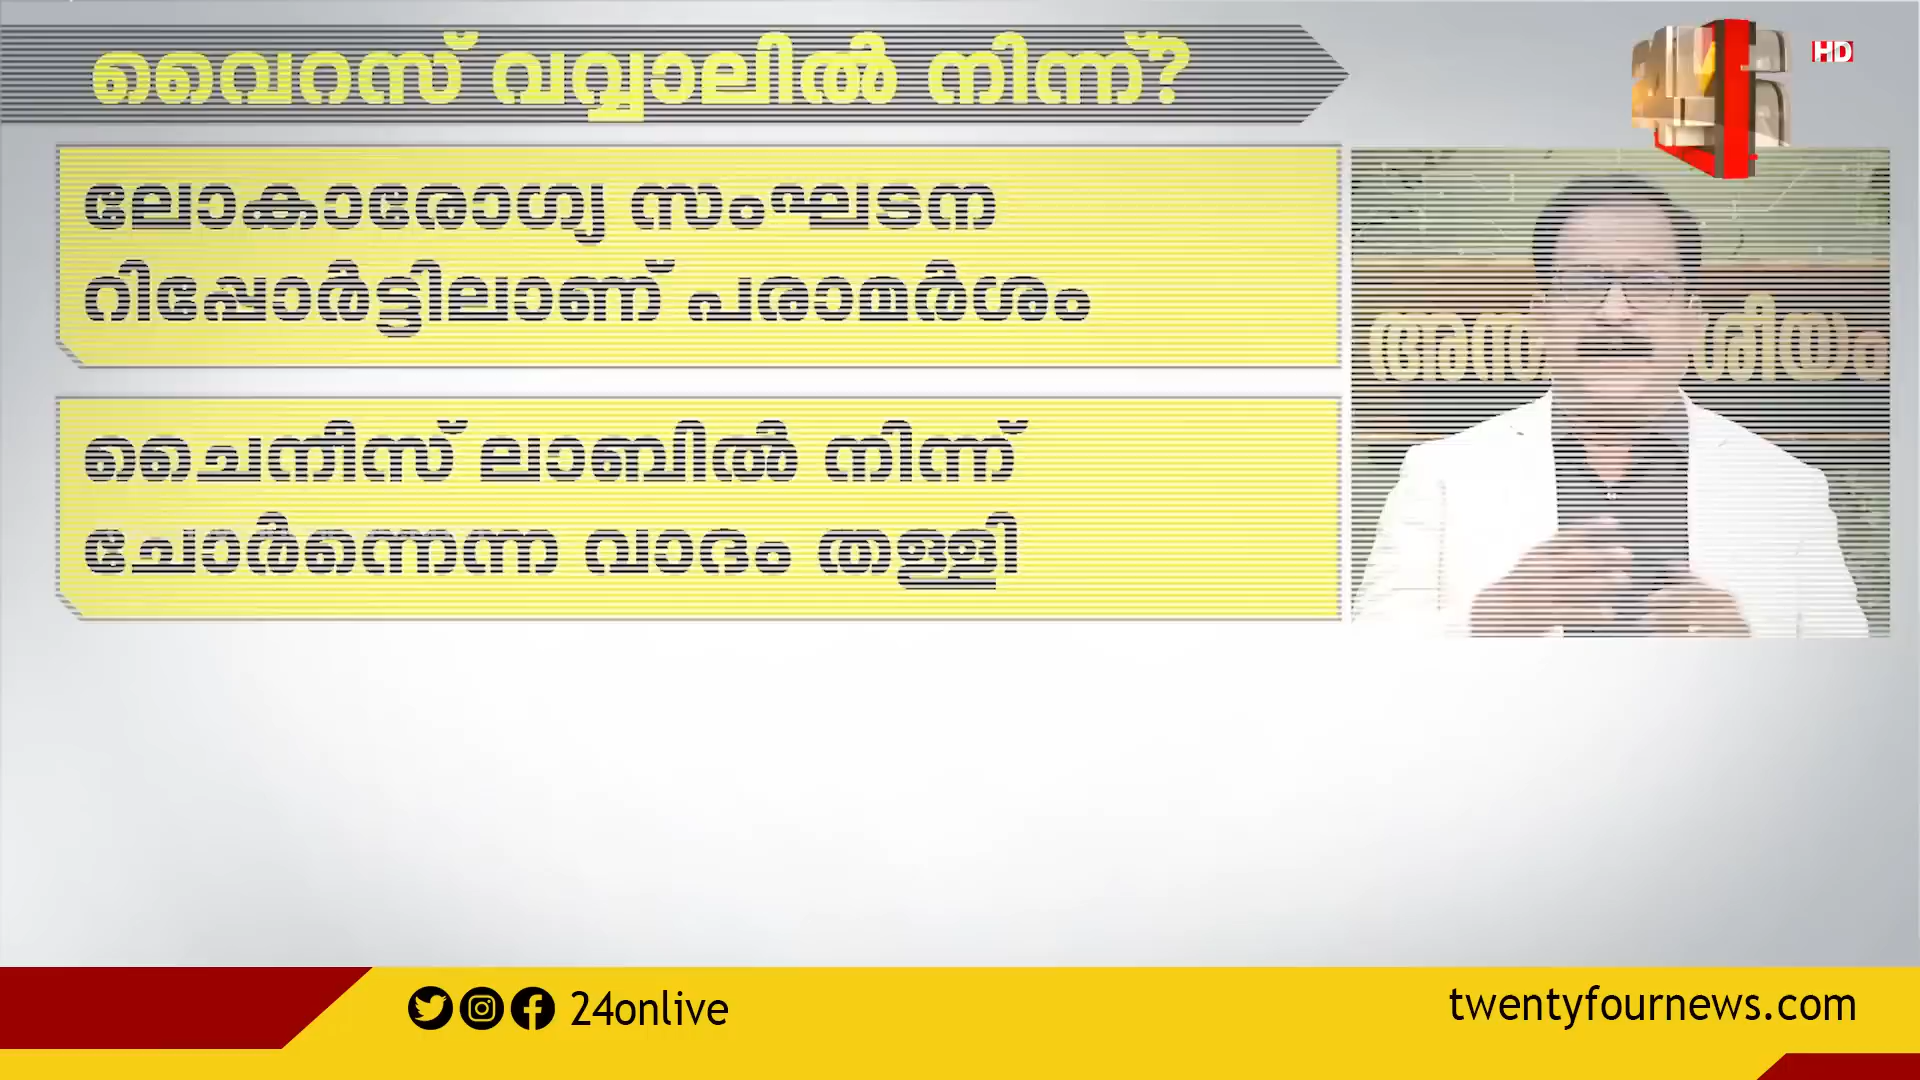 വൈറസ് വവ്വാലിൽ നിന്ന്?
HD
ലോകാരോഗ്യ സംഘടന
റിപ്പോർട്ടിലാണ് പരാമർശം
ചൈനീസ് ലാബിൽ നിന്ന്
ചോർന്നെന്ന വാദം തള്ളി
24onlive
twentyfournews.com